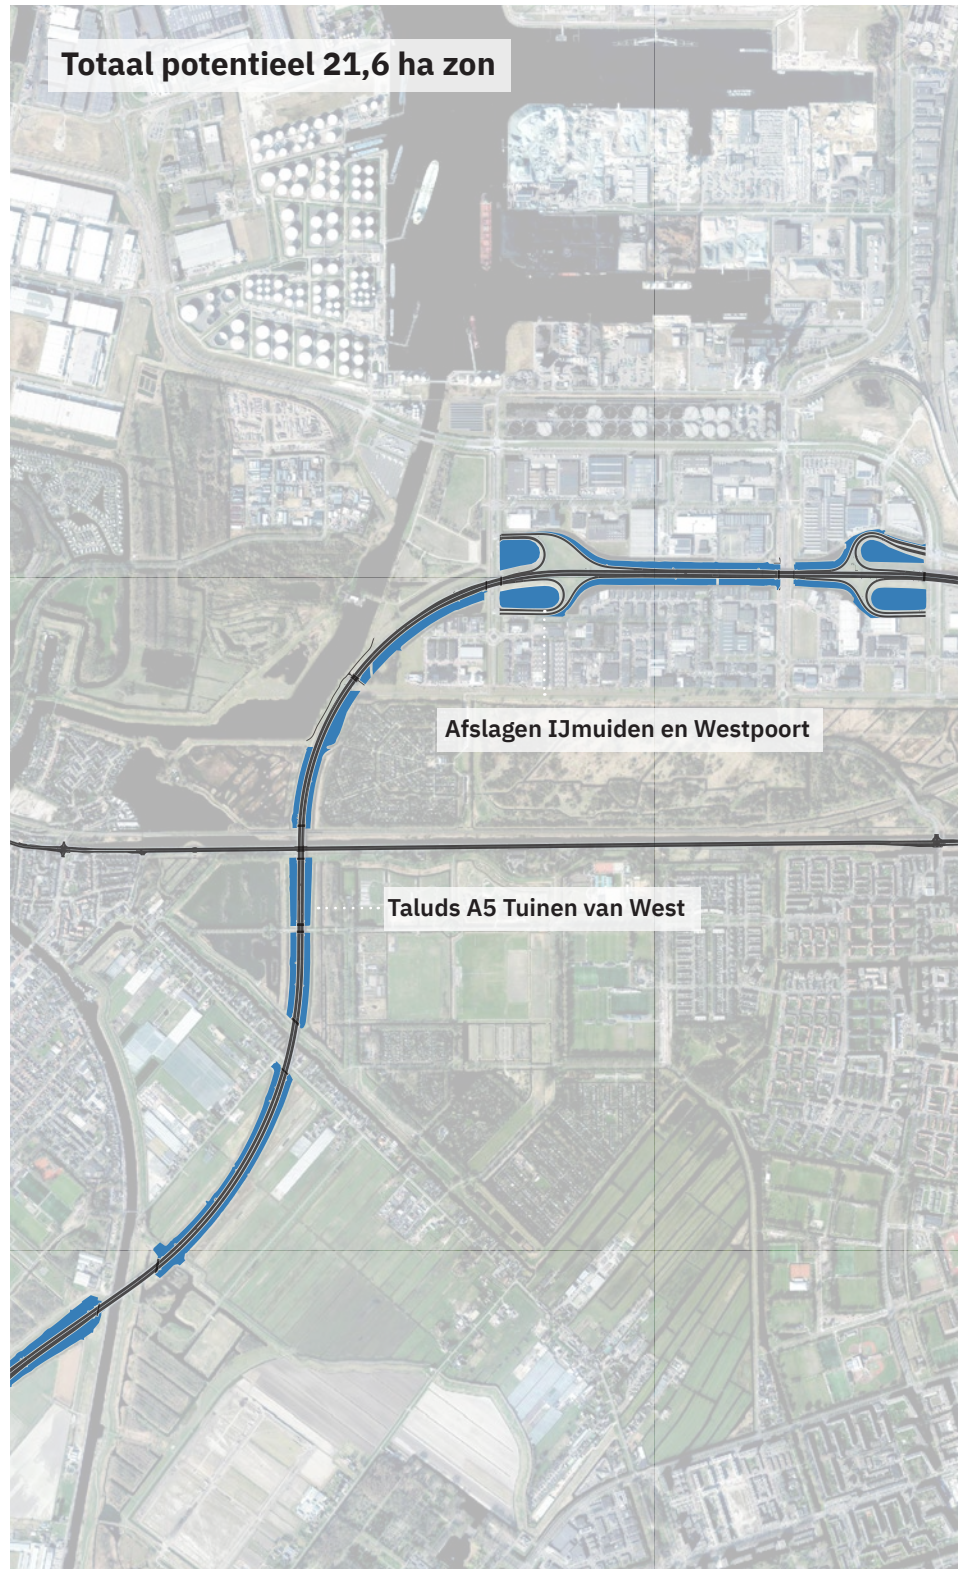 Totaal potentieel 21,6 ha zon
Afslagen IJmuiden en Westpoort
Taluds A5 Tuinen van West